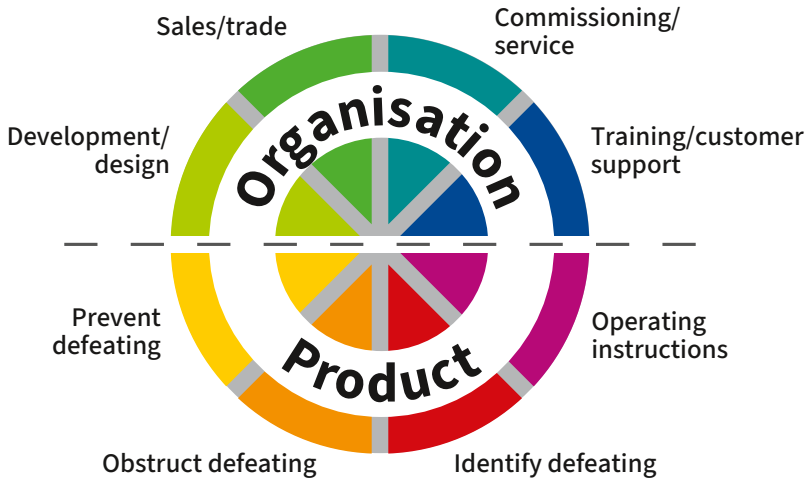 Sales/trade
Commissioning/
service
Development/
design
Organisation
Training/customer
support
Prevent
defeating
Operating
instructions
Product
Obstruct defeating
Identify defeating